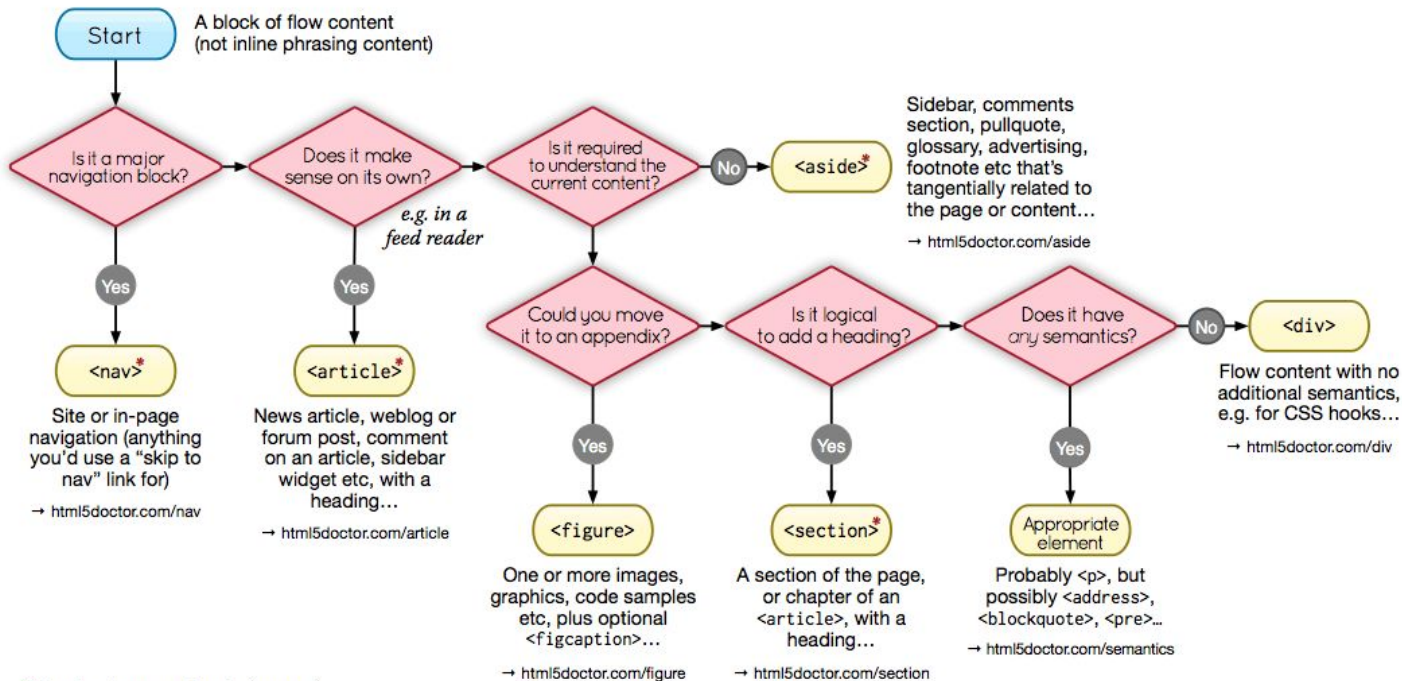 Start
A block of flow content
(not inline phrasing content)
Is it a major
navigation block?
Does it make
sense on its own?
e.g. in a
feed reader
Is it required
to understand the
current content?
No
<aside>*
Sidebar, comments
section, pullquote,
glossary, advertising,
footnote etc that’s
tangentially related to
the page or content…
→ html5doctor.com/aside
Yes
<nav>*
Site or in-page
navigation (anything
you’d use a “skip to
nav” link for)
→ html5doctor.com/nav
Yes
<article>*
News article, weblog or
forum post, comment
on an article, sidebar
widget etc, with a
heading…
→ html5doctor.com/article
Could you move
it to an appendix?
Is it logical
to add a heading?
Does it have
any semantics?
No
<div>
Flow content with no
additional semantics,
e.g. for CSS hooks…
→ html5doctor.com/div
Yes
<figure>
One or more images,
graphics, code samples
etc, plus optional
<figcaption>…
→ html5doctor.com/figure
Yes
<section>*
A section of the page,
or chapter of an
<article>, with a
heading…
→ html5doctor.com/section
Yes
Appropriate
element
Probably <p>, but
possibly <address>,
<blockquote>, <pre>…
→ html5doctor.com/semantics